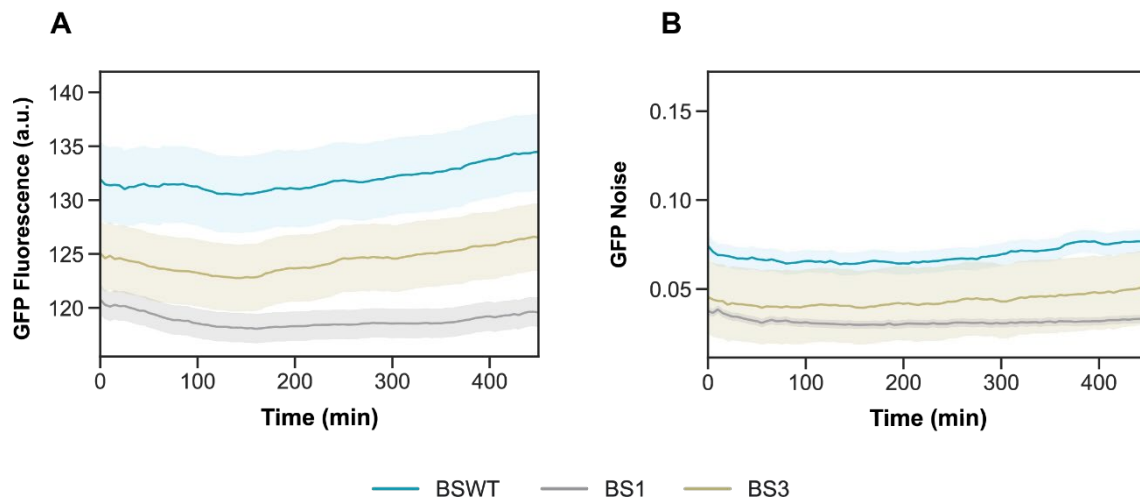 A
GFP Fluorescence (a.u.)
140
135
130
125
120
0 100 200 300 400
Time (min)
B
GFP Noise
0.15
0.10
0.05
0 100 200 300 400
Time (min)
BSWT BS1 BS3